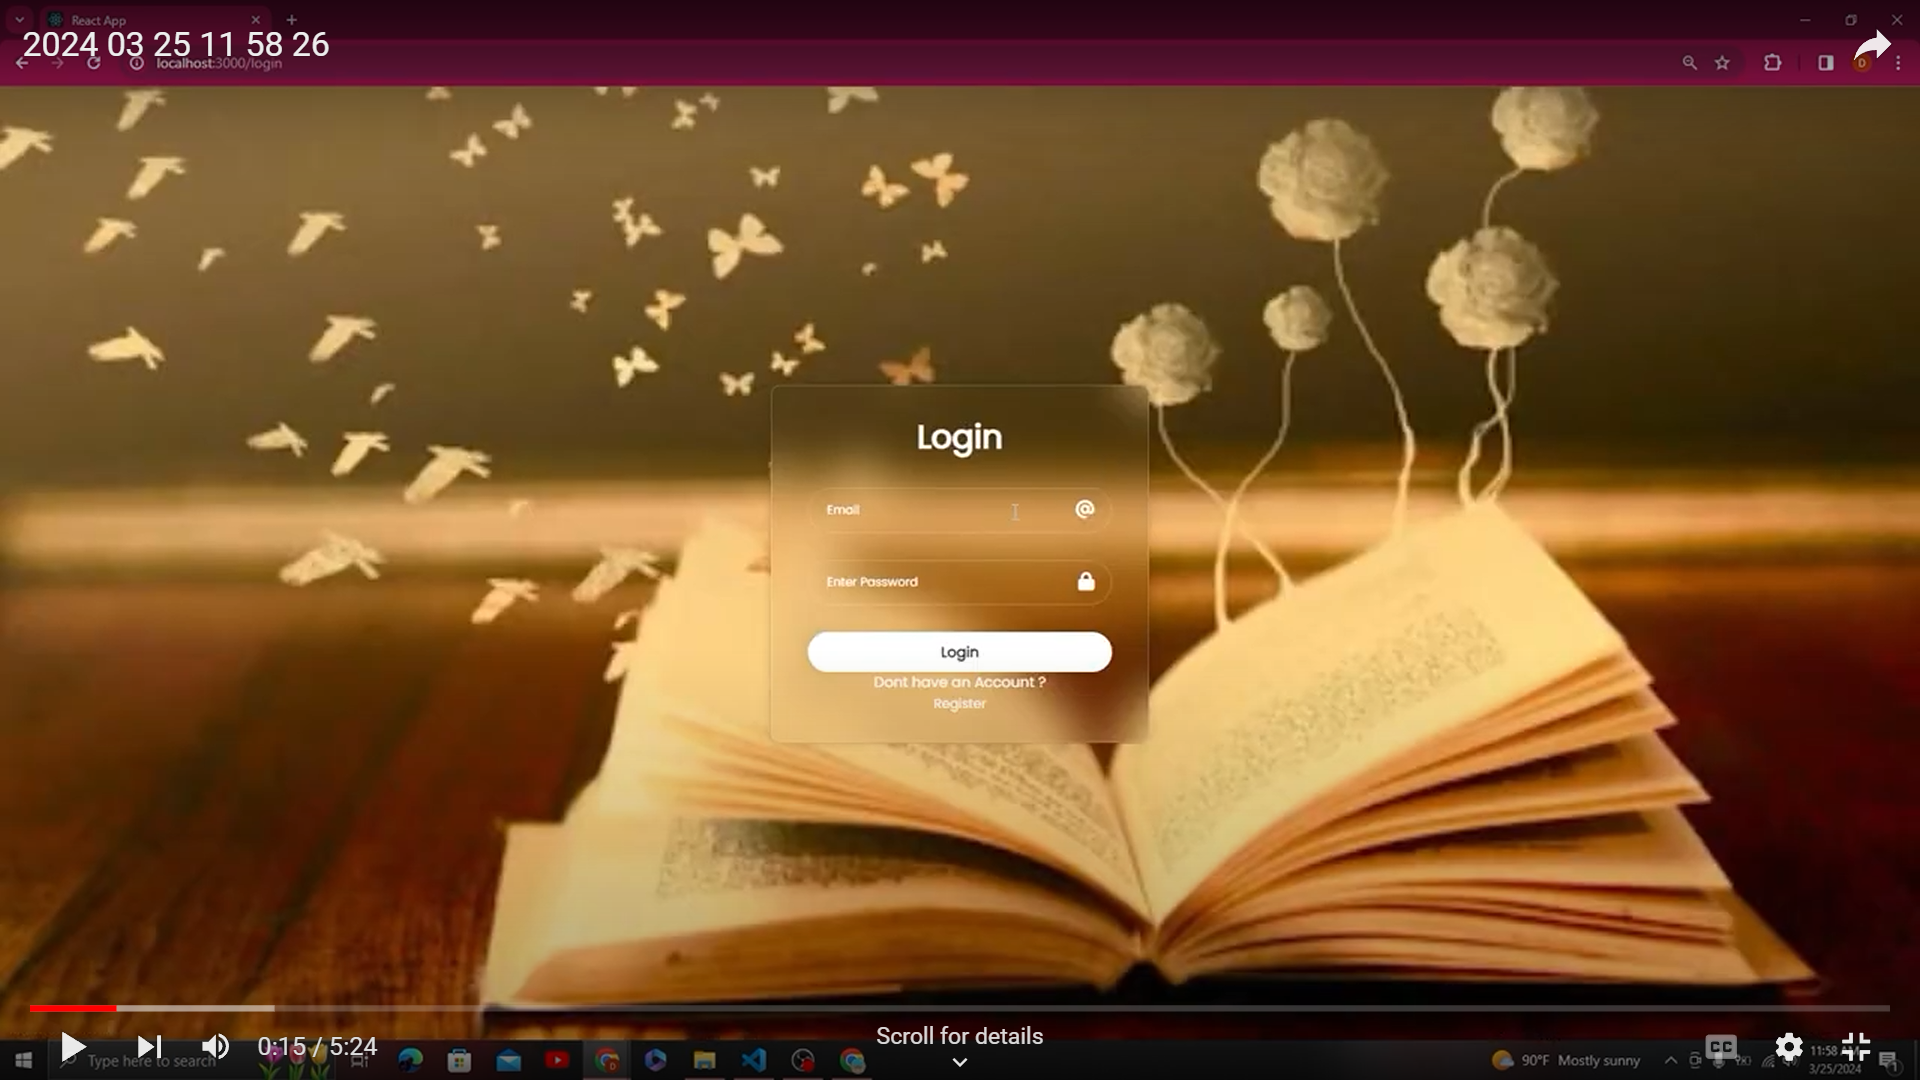 React App
2024 03 25 11 58 26
localhost:3000/login
D
Login
Email
@
Enter Password
Login
Dont have an Account ?
Register
Scroll for details
0:15 / 5:24
CC
Type here to search
90°F Mostly sunny
11:58
3/25/2024